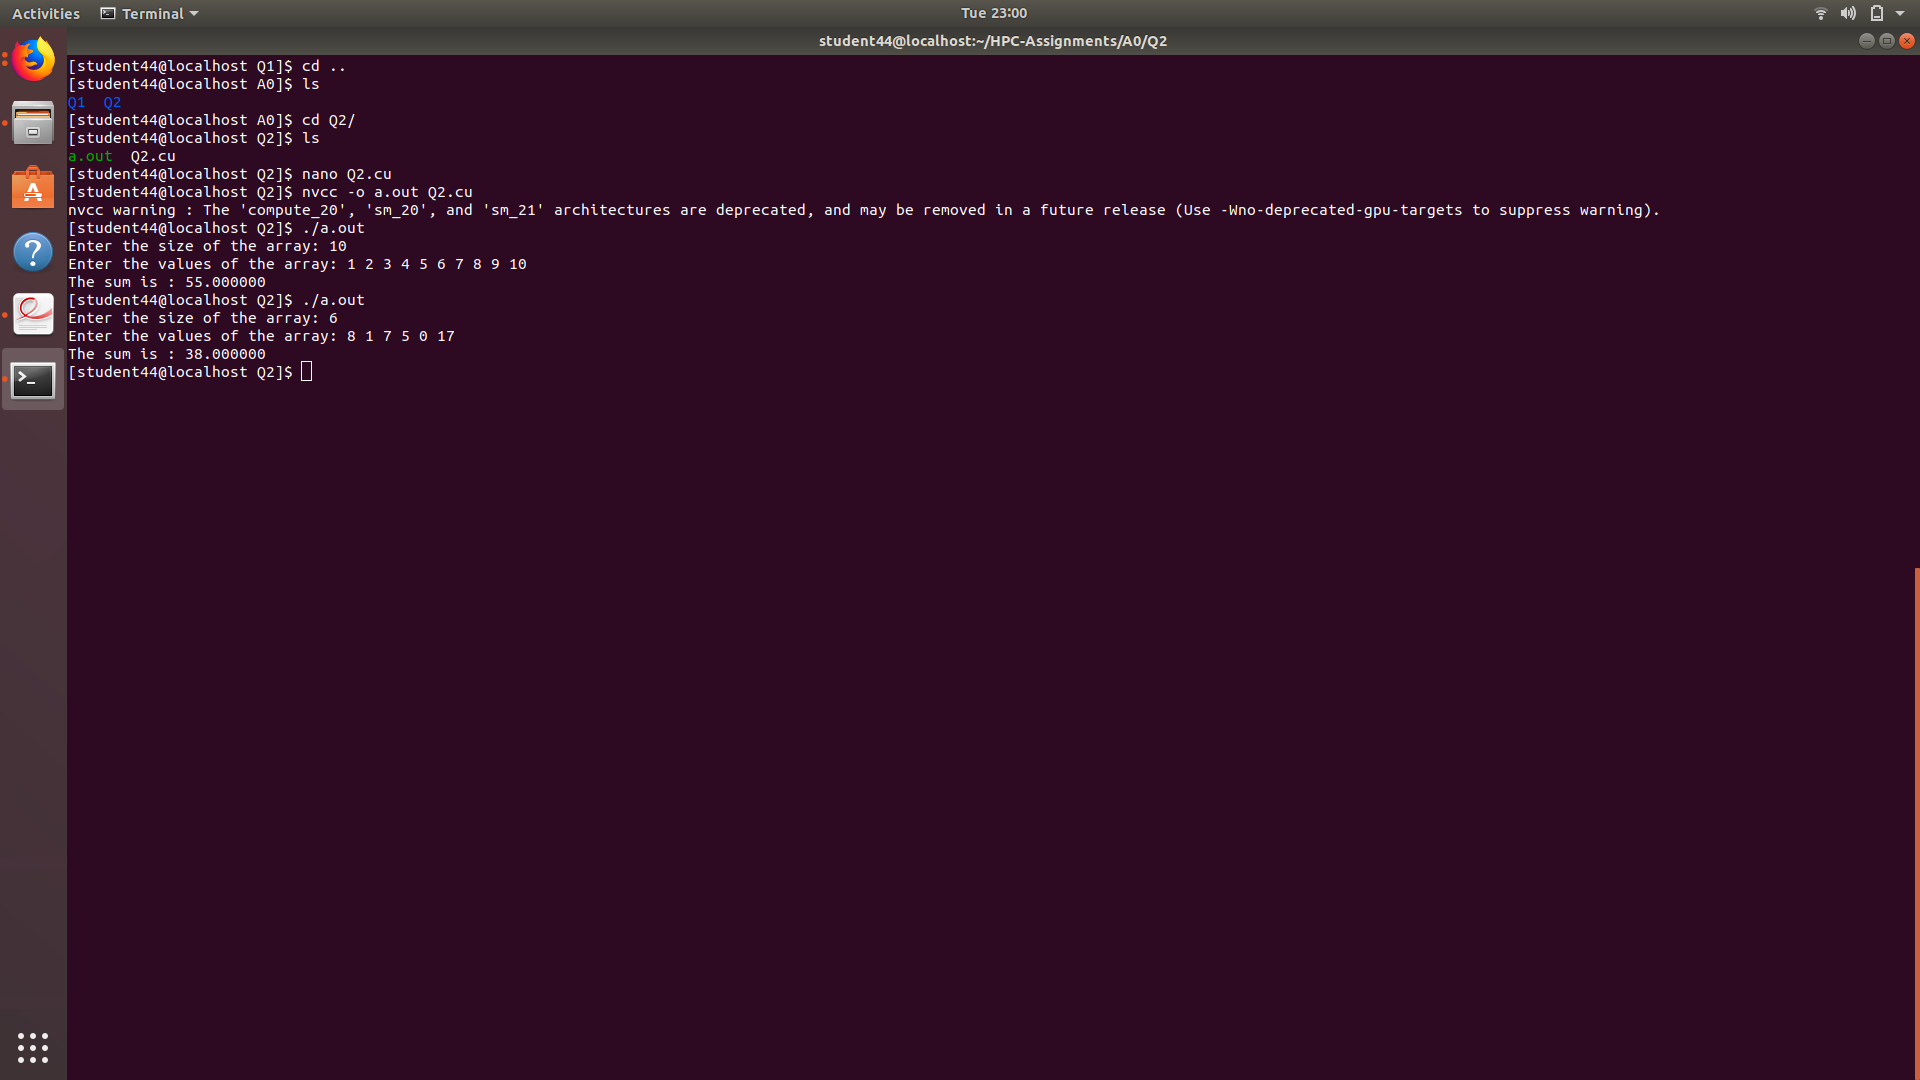 Activities Terminal Tue 23:00
student44@localhost:~/HPC-Assignments/A0/Q2
[student44@localhost Q1]$ cd ..
[student44@localhost A0]$ ls
Q1 Q2
[student44@localhost A0]$ cd Q2/
[student44@localhost Q2]$ ls
a.out Q2.cu
[student44@localhost Q2]$ nano Q2.cu
[student44@localhost Q2]$ nvcc -o a.out Q2.cu
nvcc warning : The 'compute_20', 'sm_20', and 'sm_21' architectures are deprecated, and may be removed in a future release (Use -Wno-deprecated-gpu-targets to suppress warning).
[student44@localhost Q2]$ ./a.out
Enter the size of the array: 10
Enter the values of the array: 1 2 3 4 5 6 7 8 9 10
The sum is : 55.000000
[student44@localhost Q2]$ ./a.out
Enter the size of the array: 6
Enter the values of the array: 8 1 7 5 0 17
The sum is : 38.000000
[student44@localhost Q2]$